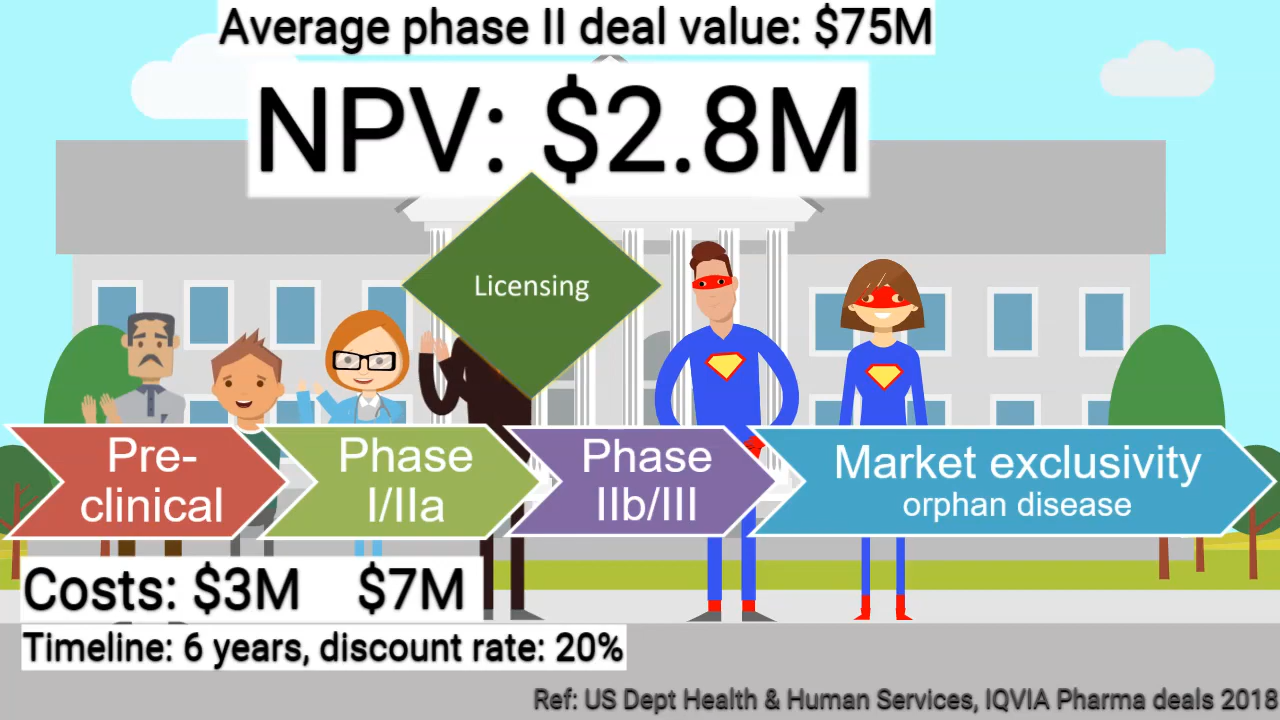 Average phase II deal value: $75M
NPV: $2.8M
Licensing
Pre-
clinical
Phase
I/IIa
Phase
IIb/III
Market exclusivity
orphan disease
Costs: $3M $7M
Timeline: 6 years, discount rate: 20%
Ref: US Dept Health & Human Services, IQVIA Pharma deals 2018